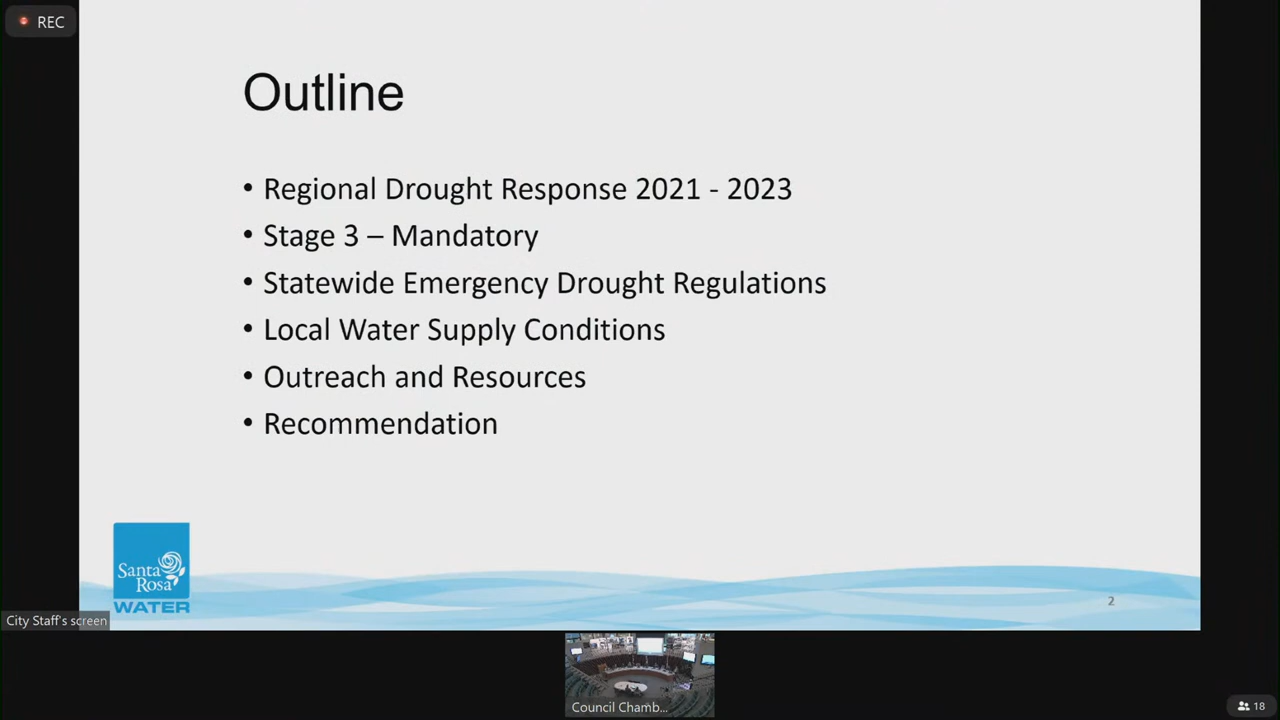 REC
Outline
• Regional Drought Response 2021 - 2023
• Stage 3 – Mandatory
• Statewide Emergency Drought Regulations
• Local Water Supply Conditions
• Outreach and Resources
• Recommendation
Santa
Rosa
WATER
2
City Staff's screen
Council Chamb...
18